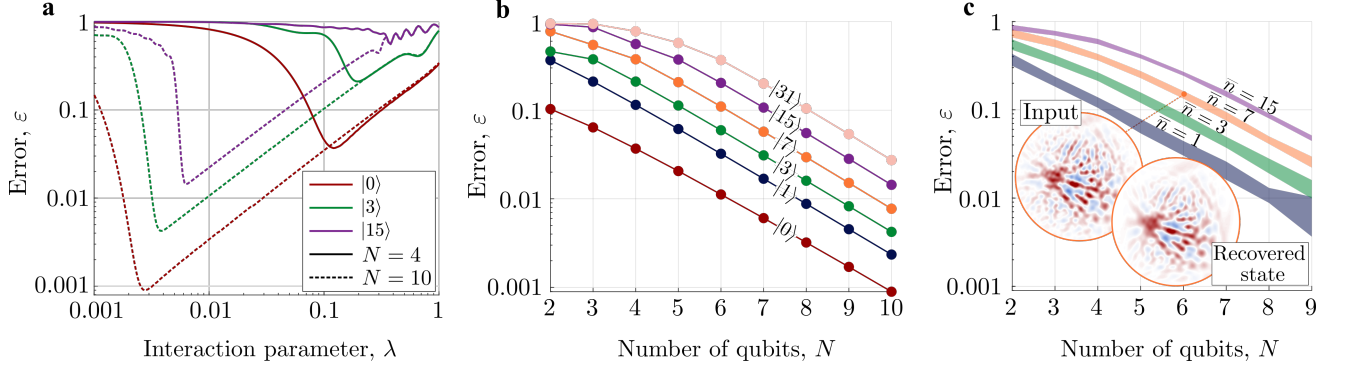 a
1
0.1
0.01
0.001
Error, ε
0.001
0.01
0.1
1
Interaction parameter, λ
|0⟩
|3⟩
|15⟩
N = 4
N = 10
b
1
0.1
0.01
0.001
Error, ε
2 3 4 5 6 7 8 9 10
Number of qubits, N
|31⟩
|15⟩
|7⟩
|3⟩
|1⟩
|0⟩
c
1
0.1
0.01
0.001
Error, ε
2 3 4 5 6 7 8 9
Number of qubits, N
n̅ = 15
n̅ = 7
n̅ = 3
n̅ = 1
Input
Recovered
state